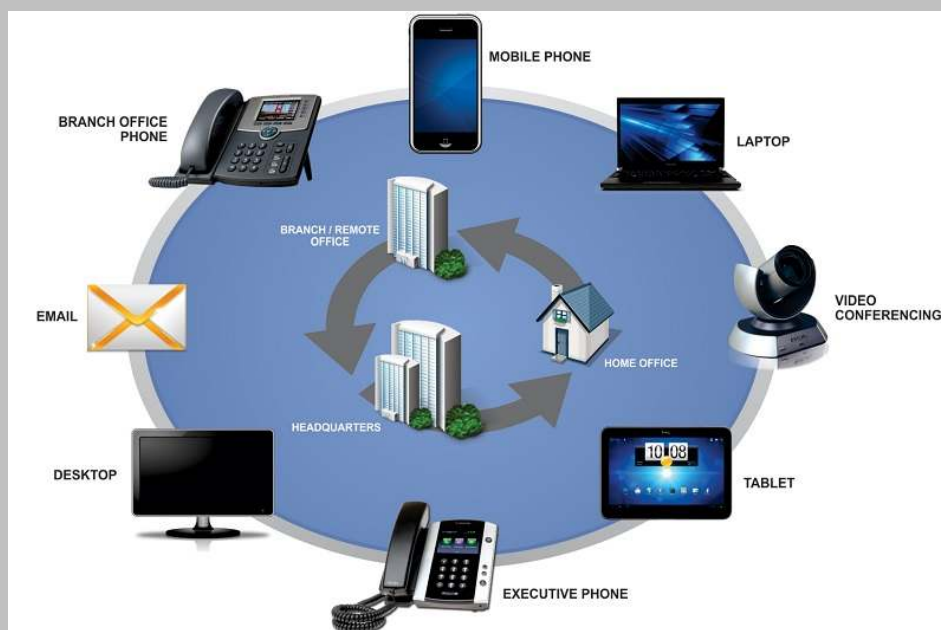 MOBILE PHONE
BRANCH OFFICE
PHONE
LAPTOP
BRANCH / REMOTE
OFFICE
EMAIL
VIDEO
CONFERENCING
HOME OFFICE
HEADQUARTERS
DESKTOP
10 08
TABLET
EXECUTIVE PHONE